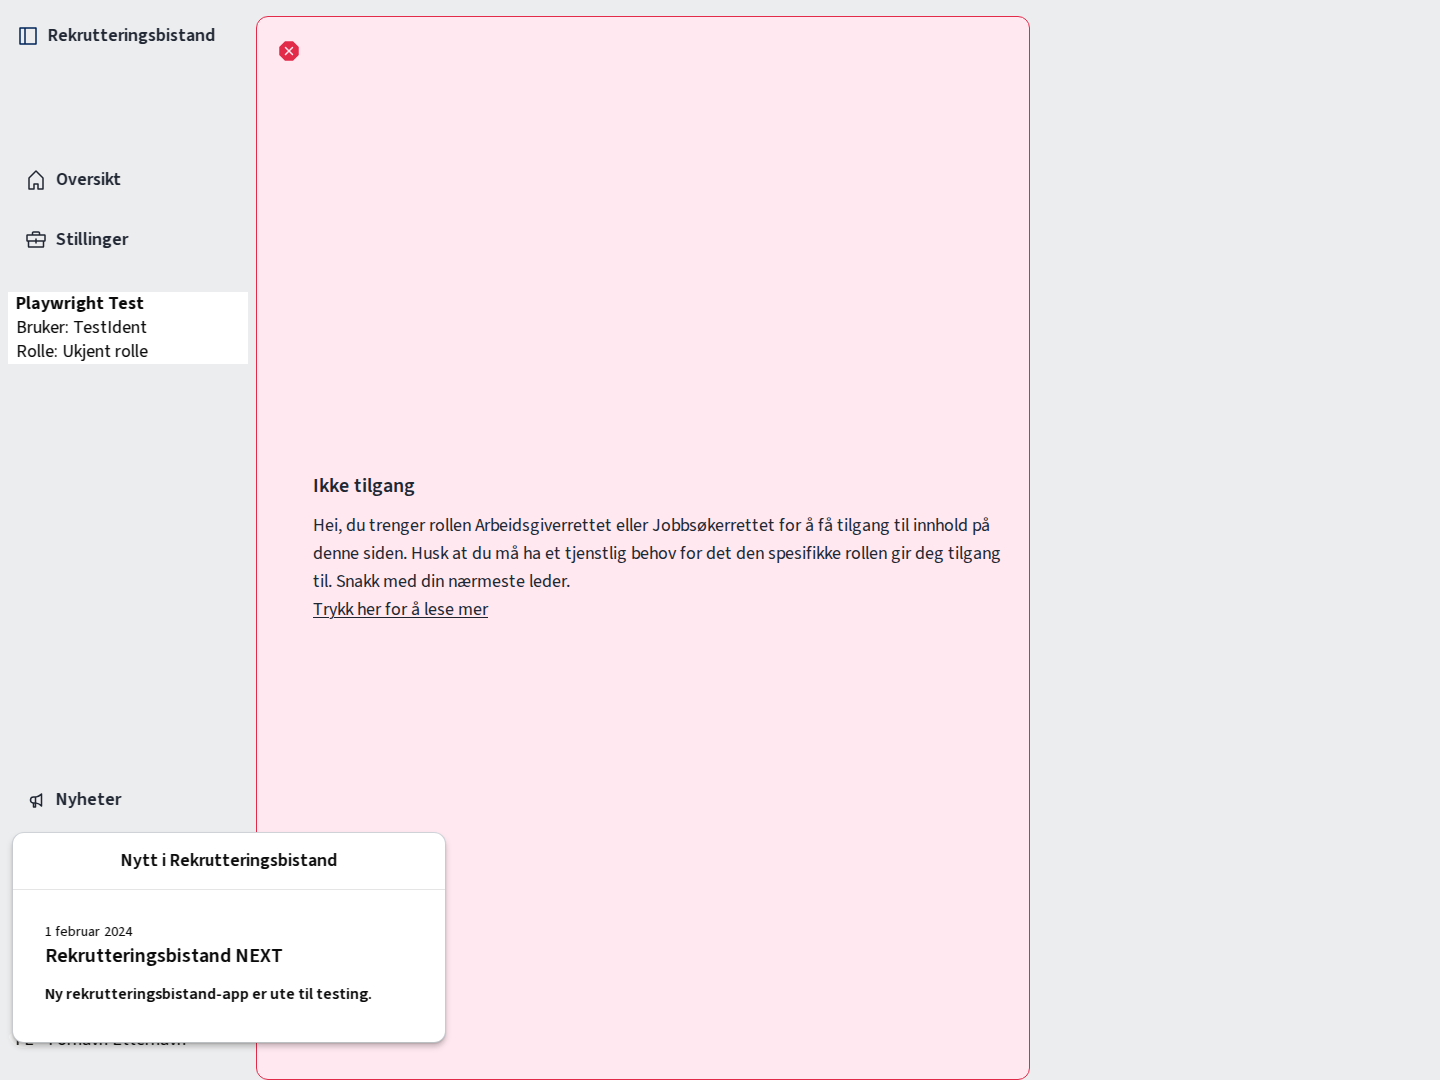 Rekrutteringsbistand
Oversikt
Stillinger
Playwright Test
Bruker: TestIdent
Rolle: Ukjent rolle
Ikke tilgang
Hei, du trenger rollen Arbeidsgiverrettet eller Jobbsøkerrettet for å få tilgang til innhold på
denne siden. Husk at du må ha et tjenstlig behov for det den spesifikke rollen gir deg tilgang
til. Snakk med din nærmeste leder.
Trykk her for å lese mer
Nyheter
Nytt i Rekrutteringsbistand
1 februar 2024
Rekrutteringsbistand NEXT
Ny rekrutteringsbistand-app er ute til testing.